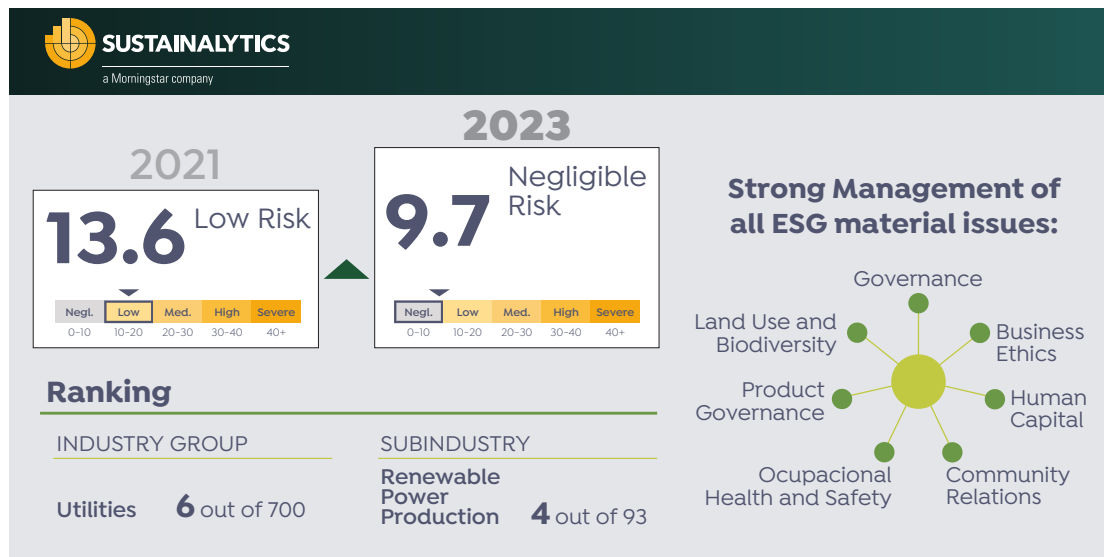 SUSTAINALYTICS
a Morningstar company
2021
13.6 Low Risk
Negl. Low Med. High Severe
0-10 10-20 20-30 30-40 40+
2023
9.7 Negligible
Risk
Negl. Low Med. High Severe
0-10 10-20 20-30 30-40 40+
Ranking
INDUSTRY GROUP
Utilities 6 out of 700
SUBINDUSTRY
Renewable
Power
Production 4 out of 93
Strong Management of
all ESG material issues:
Governance
Business
Ethics
Human
Capital
Community
Relations
Ocupacional
Health and Safety
Product
Governance
Land Use and
Biodiversity